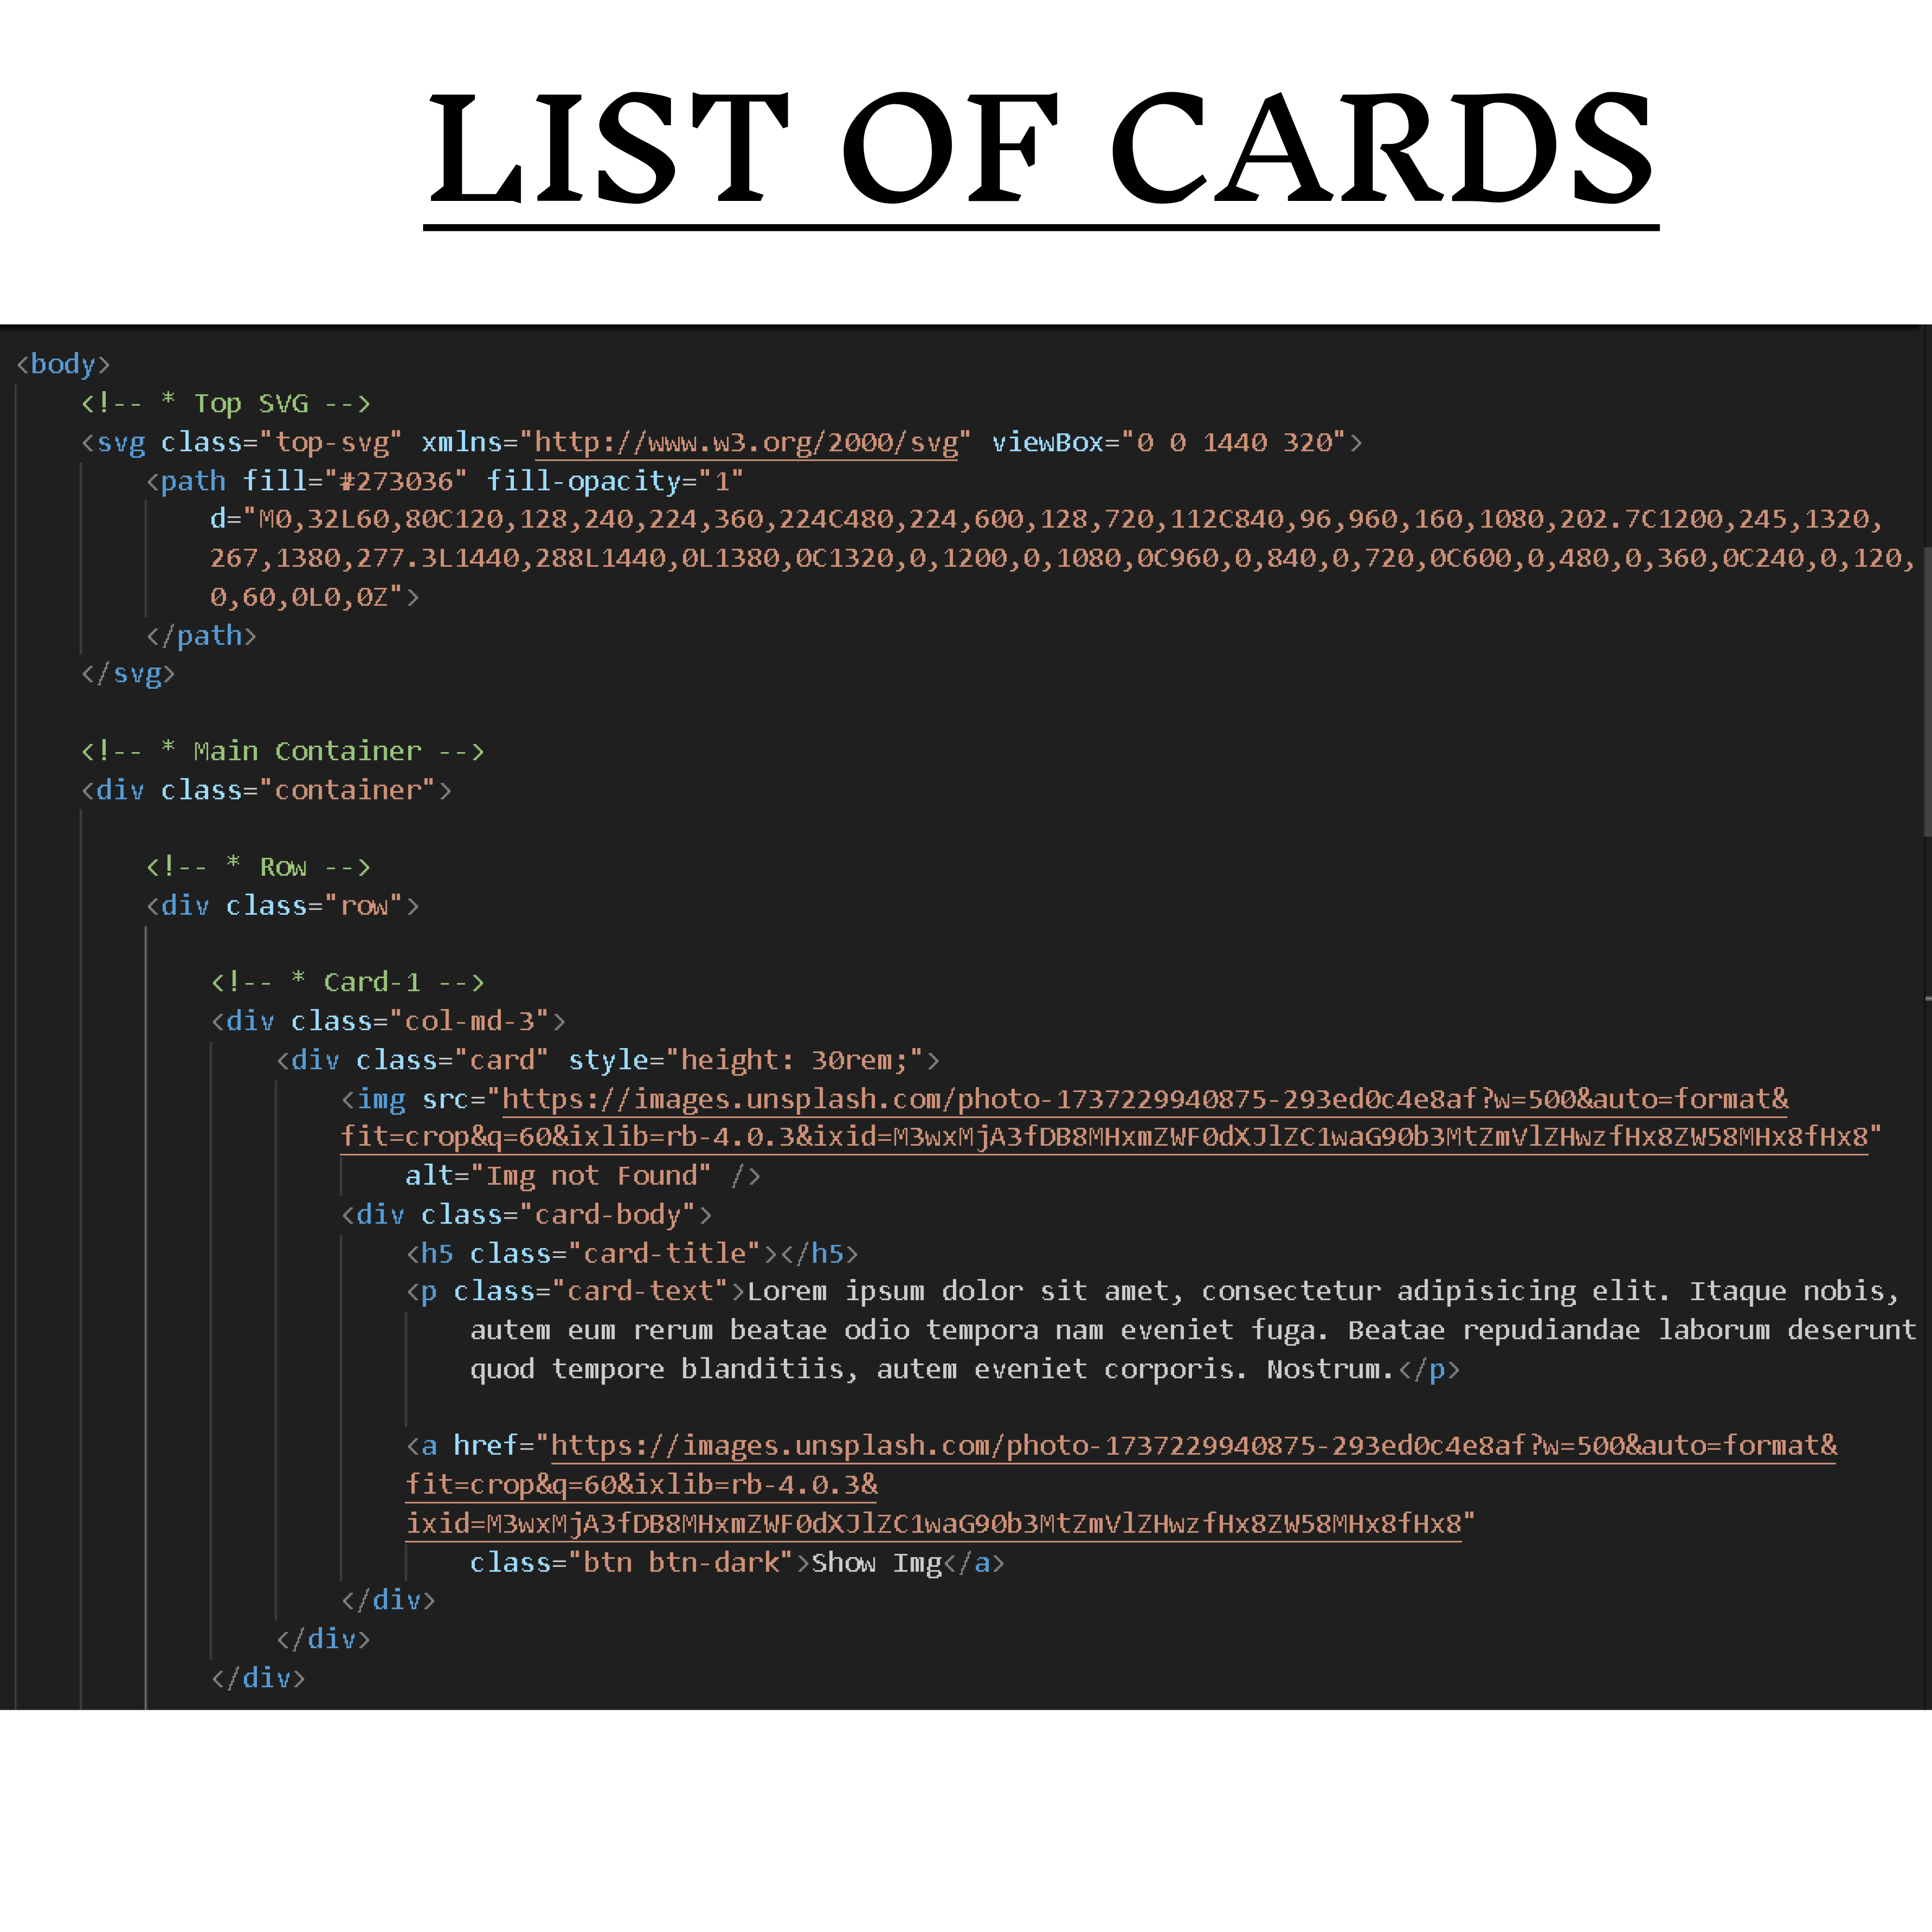 LIST OF CARDS
<body>
<!-- * Top SVG -->
<svg class="top-svg" xmlns="http://www.w3.org/2000/svg" viewBox="0 0 1440 320">
<path fill="#273036" fill-opacity="1"
d="M0,32L60,80C120,128,240,224,360,224C480,224,600,128,720,112C840,96,960,160,1080,202.7C1200,245,1320,
267,1380,277.3L1440,288L1440,0L1380,0C1320,0,1200,0,1080,0C960,0,840,0,720,0C600,0,480,0,360,0C240,0,120,
0,60,0L0,0Z">
</path>
</svg>
<!-- * Main Container -->
<div class="container">
<!-- * Row -->
<div class="row">
<!-- * Card-1 -->
<div class="col-md-3">
<div class="card" style="height: 30rem;">
<img src="https://images.unsplash.com/photo-1737229940875-293ed0c4e8af?w=500&auto=format&
fit=crop&q=60&ixlib=rb-4.0.3&ixid=M3wxMjA3fDB8MHxmZWF0dXJlZC1waG90b3MtZmVlZHwzfHx8ZW58MHx8fHx8"
alt="Img not Found" />
<div class="card-body">
<h5 class="card-title"></h5>
<p class="card-text">Lorem ipsum dolor sit amet, consectetur adipisicing elit. Itaque nobis,
autem eum rerum beatae odio tempora nam eveniet fuga. Beatae repudiandae laborum deserunt
quod tempore blanditiis, autem eveniet corporis. Nostrum.</p>
<a href="https://images.unsplash.com/photo-1737229940875-293ed0c4e8af?w=500&auto=format&
fit=crop&q=60&ixlib=rb-4.0.3&
ixid=M3wxMjA3fDB8MHxmZWF0dXJlZC1waG90b3MtZmVlZHwzfHx8ZW58MHx8fHx8"
class="btn btn-dark">Show Img</a>
</div>
</div>
</div>